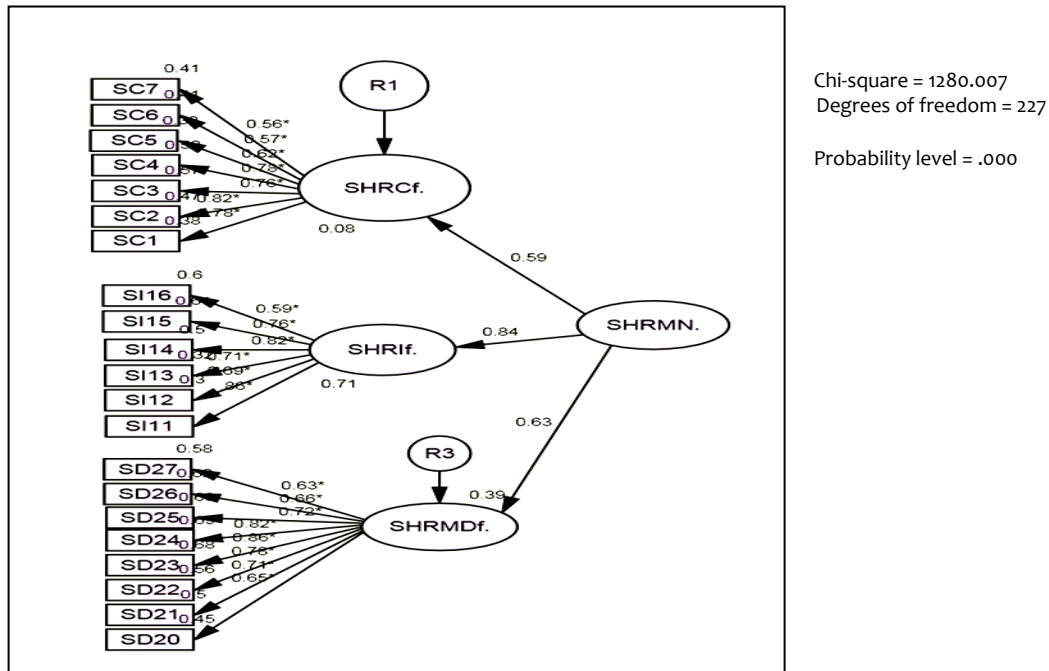 0.41
R1
SC7
SC6
SC5
SC4
SC3
SC2
SC1
0.56*
0.57*
0.62*
0.78*
0.76*
0.82*
.78*
SHRCf.
0.08
0.38
0.59
0.6
SI16
SI15
SI14
SI13
SI12
SI11
0.59*
0.76*
0.82*
0.71*
SHRIf.
0.71
0.84
SHRMN.
0.63
0.58
R3
SD27
SD26
SD25
SD24
SD23
SD22
SD21
SD20
0.63*
0.66*
0.72*
0.82*
0.86*
0.78*
0.71*
0.65*
0.39
SHRMDf.
0.45
Chi-square = 1280.007
Degrees of freedom = 227
Probability level = .000